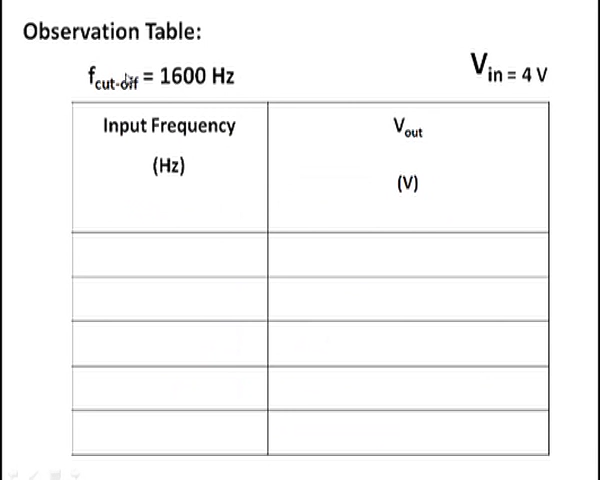 Observation Table:
fcut-off = 1600 Hz
Vin = 4 V
Input Frequency
(Hz)
Vout
(V)